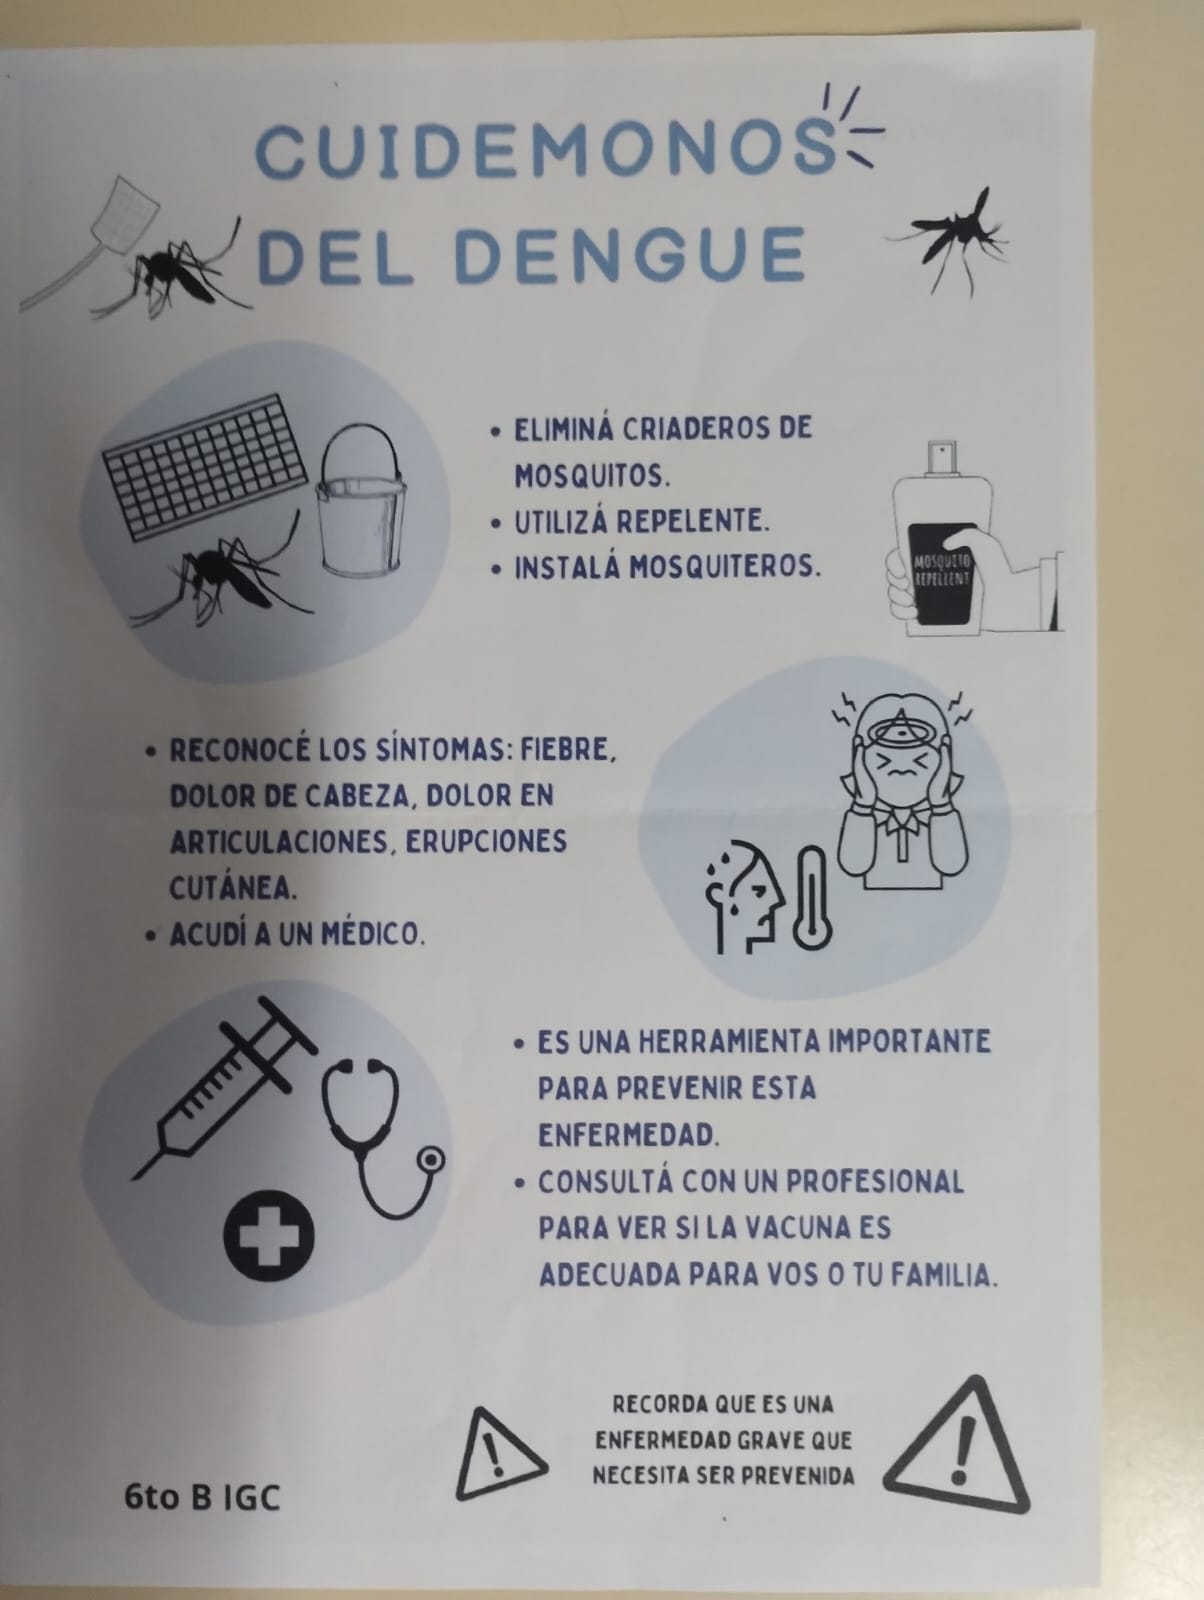 CUIDEMONOS
DEL DENGUE
• ELIMINÁ CRIADEROS DE
MOSQUITOS.
• UTILIZÁ REPELENTE.
• INSTALÁ MOSQUITEROS.
MOSQUITO
REPELLENT
• RECONOCÉ LOS SÍNTOMAS: FIEBRE,
DOLOR DE CABEZA, DOLOR EN
ARTICULACIONES, ERUPCIONES
CUTÁNEA.
• ACUDÍ A UN MÉDICO.
• ES UNA HERRAMIENTA IMPORTANTE
PARA PREVENIR ESTA
ENFERMEDAD.
• CONSULTÁ CON UN PROFESIONAL
PARA VER SI LA VACUNA ES
ADECUADA PARA VOS O TU FAMILIA.
RECORDA QUE ES UNA
ENFERMEDAD GRAVE QUE
NECESITA SER PREVENIDA
6to B IGC